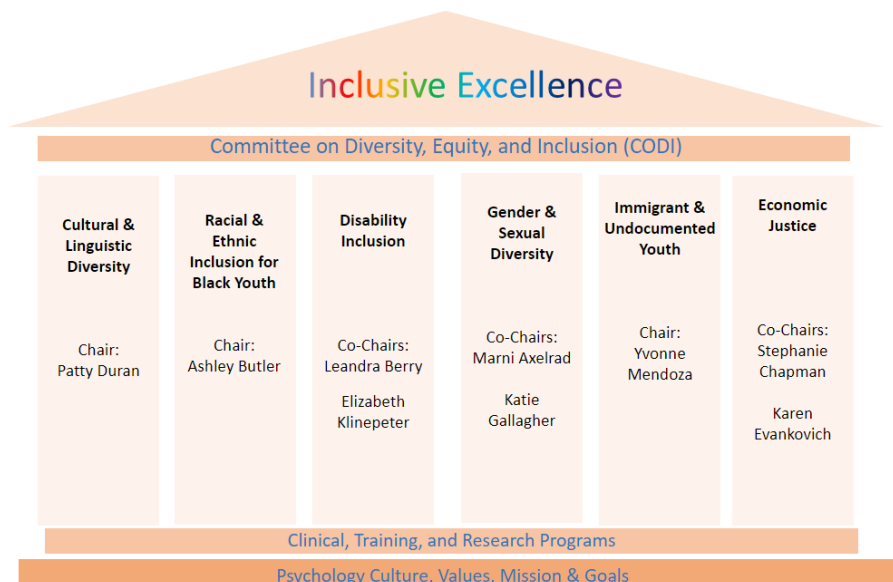 Inclusive Excellence
Committee on Diversity, Equity, and Inclusion (CODI)
Cultural &
Linguistic
Diversity
Chair:
Patty Duran
Racial &
Ethnic
Inclusion for
Black Youth
Chair:
Ashley Butler
Disability
Inclusion
Co-Chairs:
Leandra Berry
Elizabeth
Klinepeter
Gender &
Sexual
Diversity
Co-Chairs:
Marni Axelrad
Katie
Gallagher
Immigrant &
Undocumented
Youth
Chair:
Yvonne
Mendoza
Economic
Justice
Co-Chairs:
Stephanie
Chapman
Karen
Evankovich
Clinical, Training, and Research Programs
Psychology Culture, Values, Mission & Goals